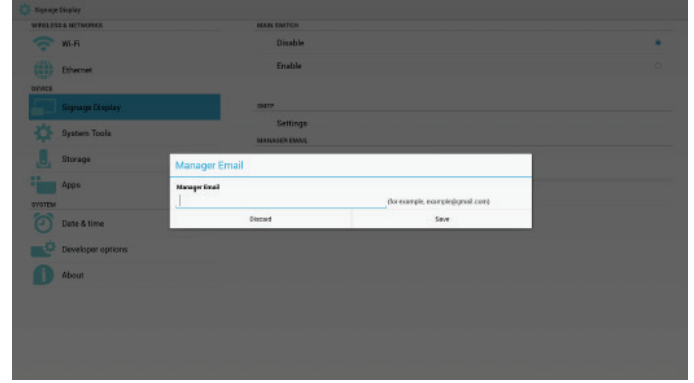 Signage Display
WIRELESS & NETWORKS
Wi-Fi
Ethernet
DEVICE
Signage Display
System Tools
Storage
Apps
SYSTEM
Date & time
Developer options
About
MAIN SWITCH
Disable
Enable
SMTP
Settings
MANAGER EMAIL
Manager Email
Manager Email
(for example, example@gmail.com)
Discard
Save